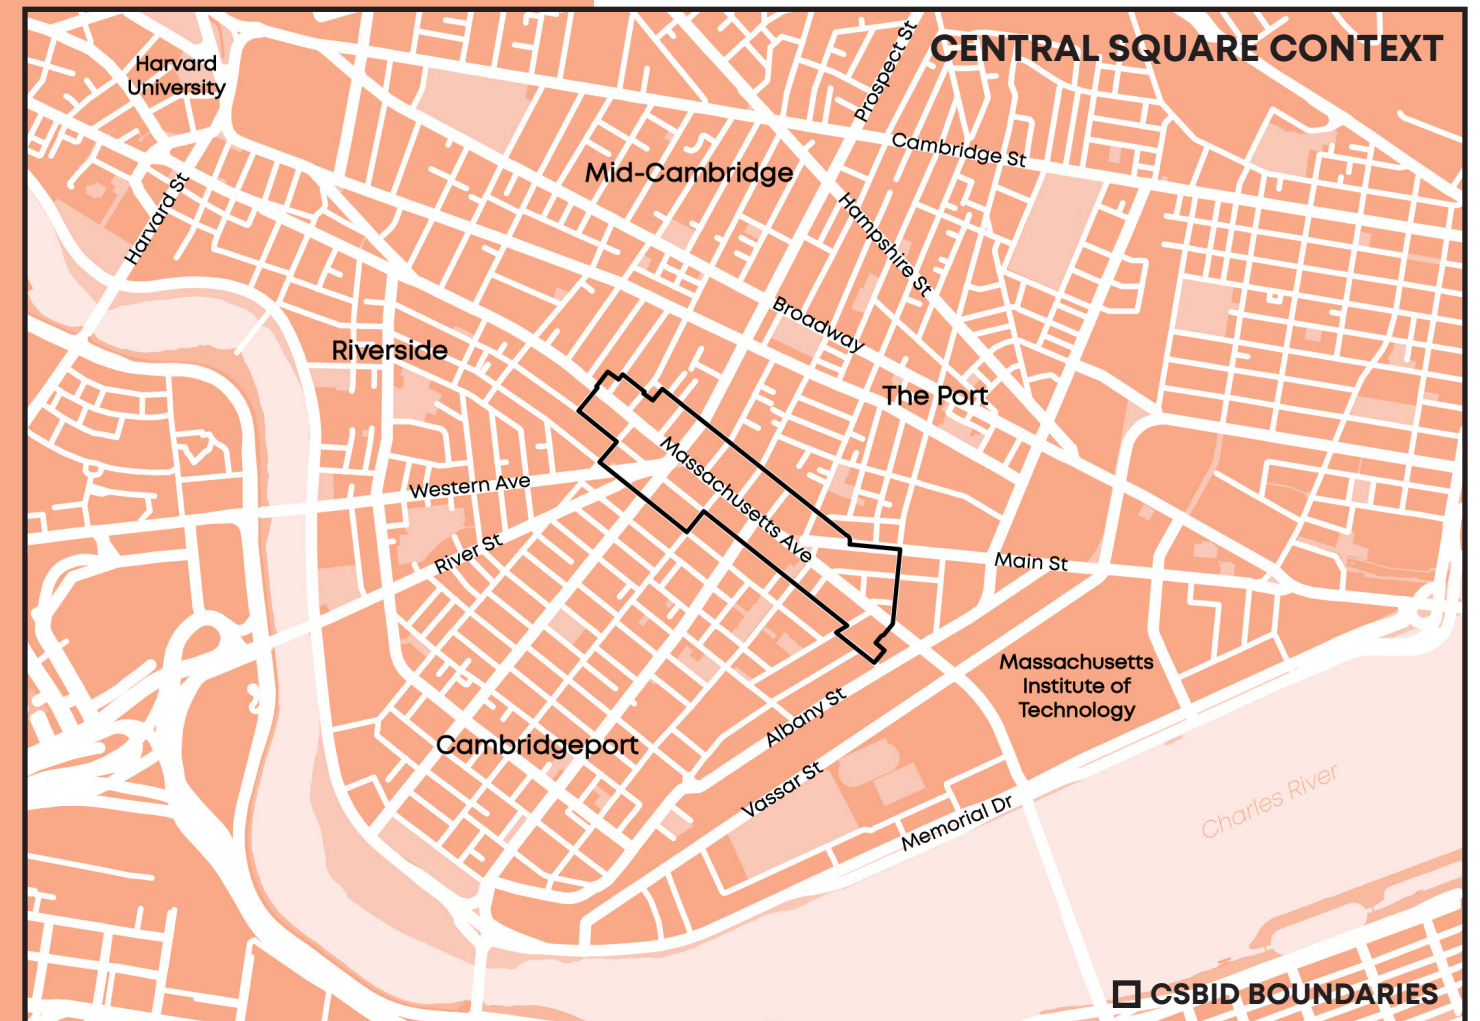 CENTRAL SQUARE CONTEXT
Harvard
University
Prospect St
Cambridge St
Mid-Cambridge
Harvard St
Hampshire St
Broadway
Riverside
The Port
Massachusetts Ave
Western Ave
River St
Main St
Massachusetts
Institute of
Technology
Albany St
Cambridgeport
Vassar St
Memorial Dr
Charles River
CSBID BOUNDARIES